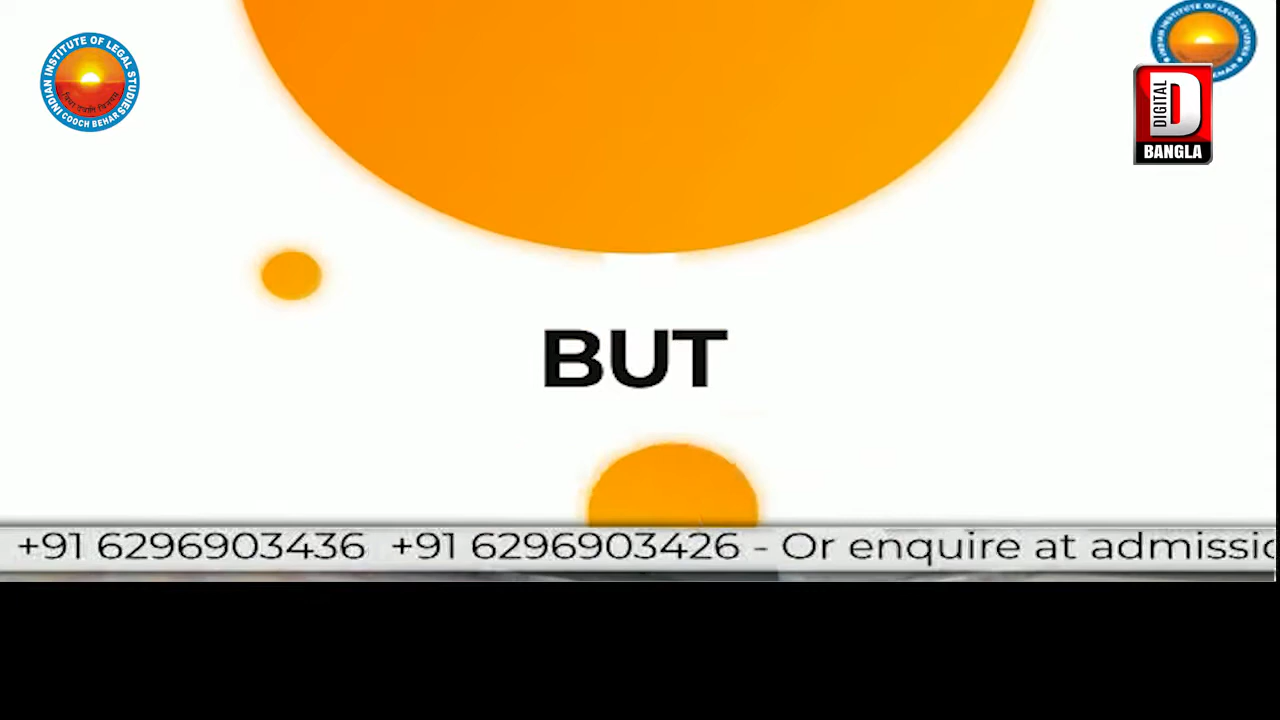 INDIAN INSTITUTE OF LEGAL STUDIES
COOCH BEHAR
DIGITAL
D
BANGLA
BUT
+91 6296903436 +91 6296903426 - Or enquire at admissio